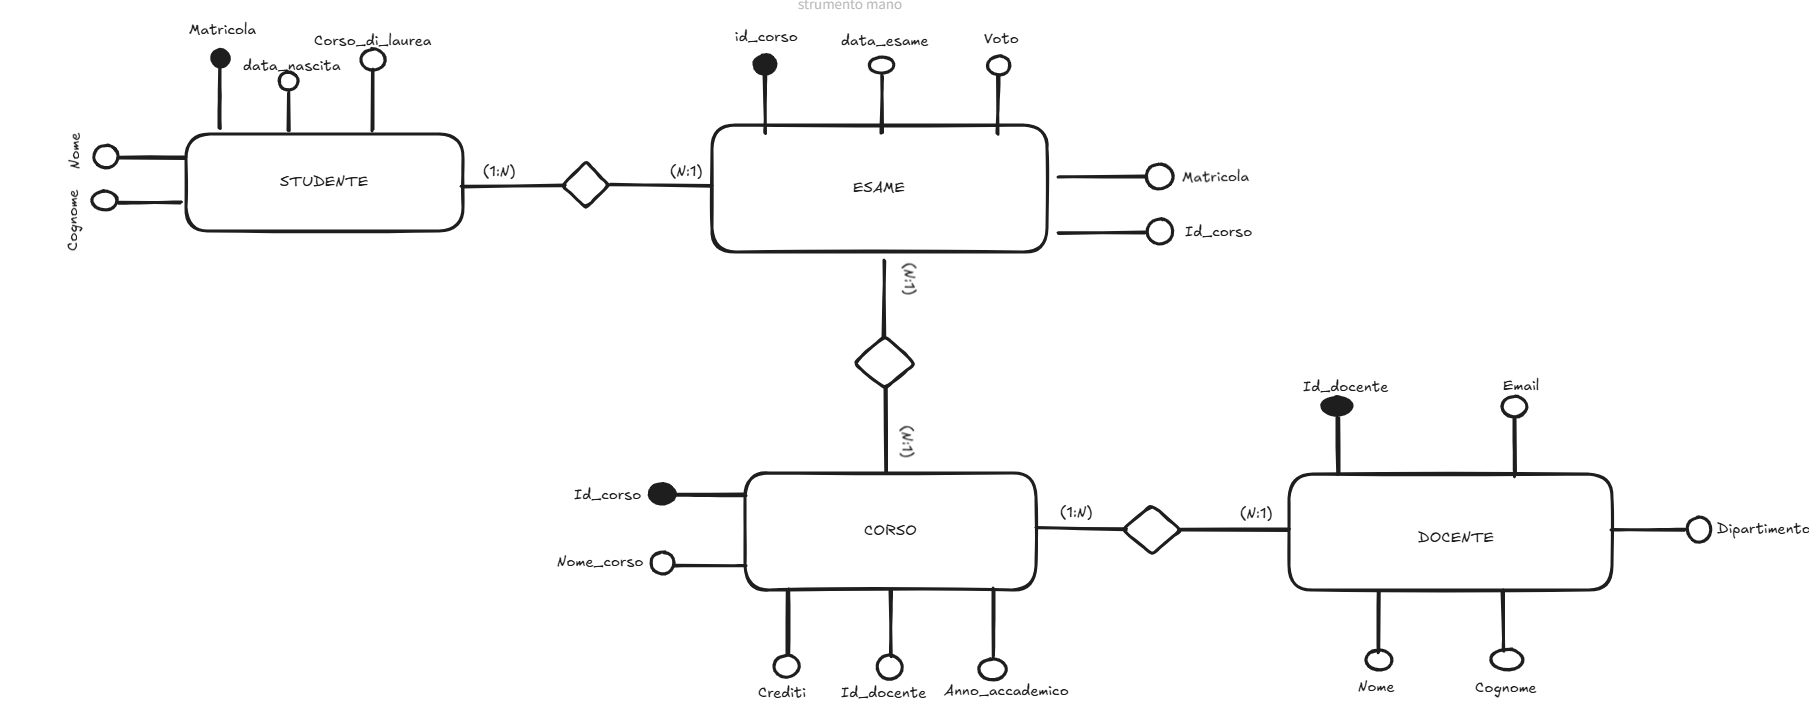 strumento mano
Matricola
Corso_di_laurea
data_nascita
Nome
Cognome
STUDENTE
(1:N)
(N:1)
id_corso
data_esame
Voto
ESAME
Matricola
Id_corso
(N:1)
(N:1)
Id_corso
Nome_corso
CORSO
Crediti
Id_docente
Anno_accademico
(1:N)
(N:1)
Id_docente
Email
DOCENTE
Dipartimento
Nome
Cognome